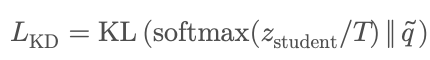 L_KD = KL (softmax(z_student/T) ∥ q̃ )